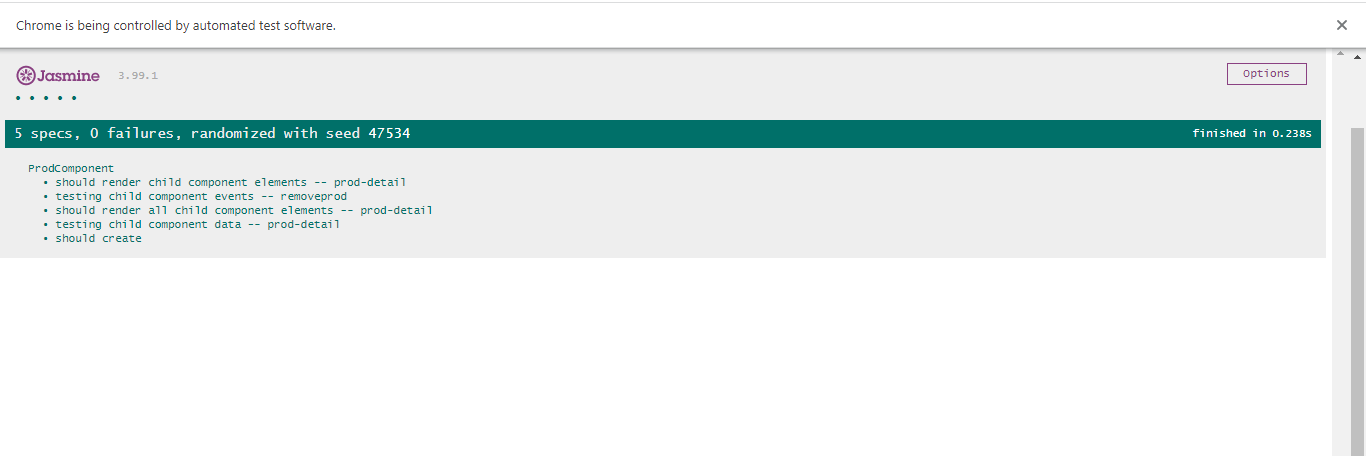 Chrome is being controlled by automated test software.
Jasmine 3.99.1
Options
• • • • •
5 specs, 0 failures, randomized with seed 47534
finished in 0.238s
ProdComponent
• should render child component elements -- prod-detail
• testing child component events -- removeprod
• should render all child component elements -- prod-detail
• testing child component data -- prod-detail
• should create